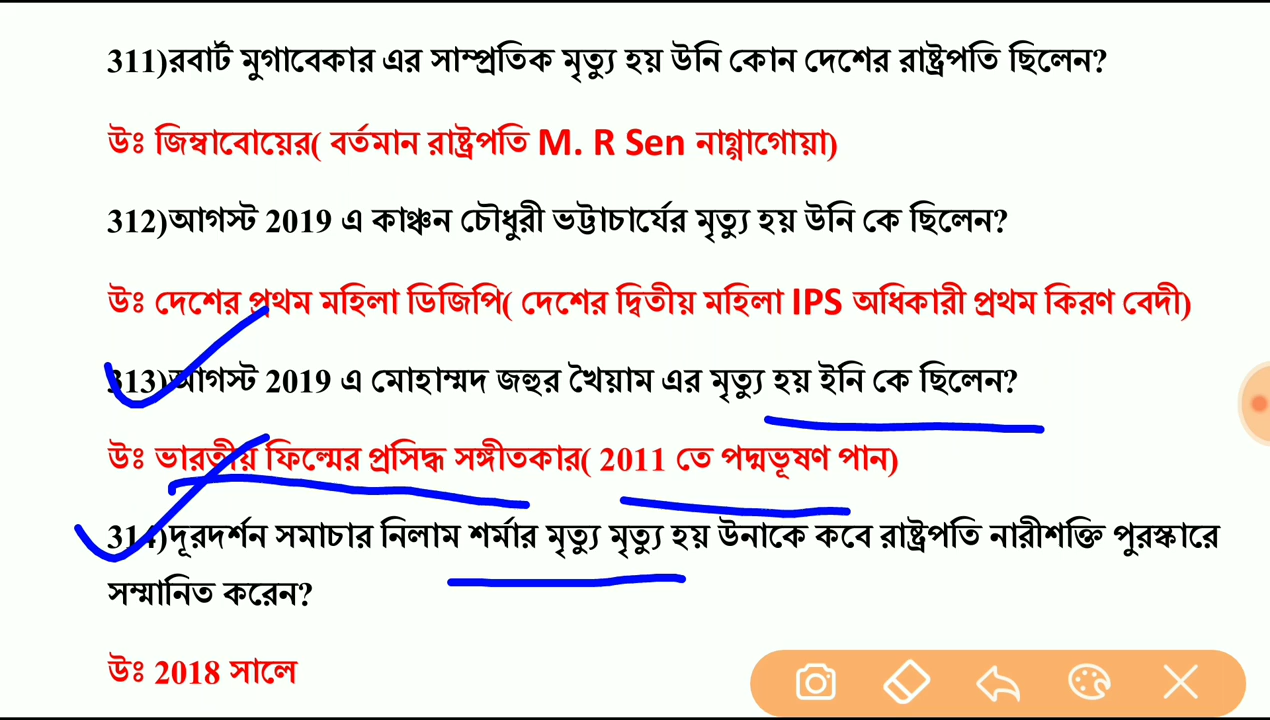 311)রবার্ট মুগাবেকার এর সাম্প্রতিক মৃত্যু হয় উনি কোন দেশের রাষ্ট্রপতি ছিলেন?
উঃ জিম্বাবোয়ের( বর্তমান রাষ্ট্রপতি M. R Sen নাগ্নাগোয়া)
312)আগস্ট 2019 এ কাঞ্চন চৌধুরী ভট্টাচার্যের মৃত্যু হয় উনি কে ছিলেন?
উঃ দেশের প্রথম মহিলা ডিজিপি( দেশের দ্বিতীয় মহিলা IPS অধিকারী প্রথম কিরণ বেদী)
313)আগস্ট 2019 এ মোহাম্মদ জহুর খৈয়াম এর মৃত্যু হয় ইনি কে ছিলেন?
উঃ ভারতীয় ফিল্মের প্রসিদ্ধ সঙ্গীতকার( 2011 তে পদ্মভূষণ পান)
314)দূরদর্শন সমাচার নিলাম শর্মার মৃত্যু মৃত্যু হয় উনাকে কবে রাষ্ট্রপতি নারীশক্তি পুরস্কারে
সম্মানিত করেন?
উঃ 2018 সালে